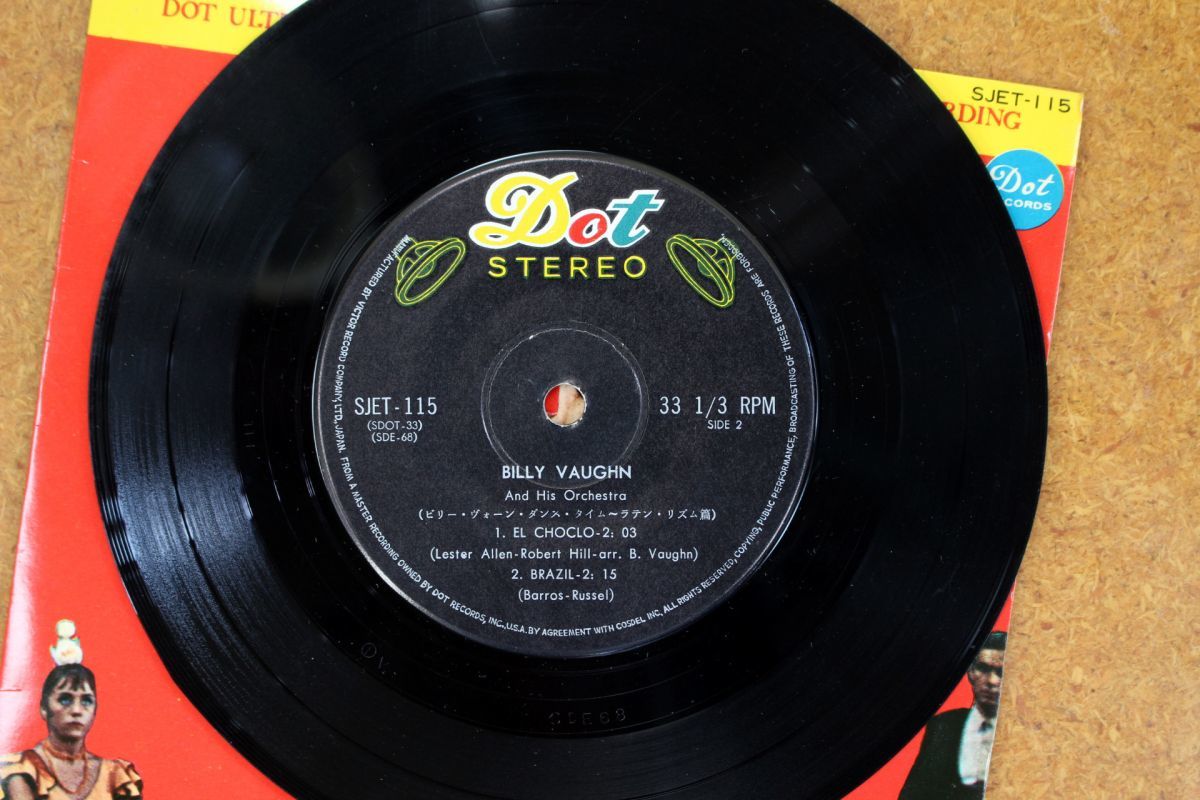 DOT
SJET-115
RDING
Dot
CORDS
Dot
STEREO
MANUFACTURED BY VICTOR RECORD COMPANY, LTD., JAPAN. FROM A MASTER RECORDING OWNED BY DOT RECORDS, INC., U.S.A. BY AGREEMENT WITH COSDEL INC, ALL RIGHTS RESERVED, COPYING, PUBLIC PERFORMANCE, BROADCASTING OF THESE RECORDS ARE FORBIDDEN.
SJET-115
(SDOT-33)
(SDE-68)
33 1/3 RPM
SIDE 2
BILLY VAUGHN
And His Orchestra
(ビリー・ヴォーン・ダンス・タイム〜ラテン・リズム篇)
1. EL CHOCLO-2: 03
(Lester Allen-Robert Hill-arr. B. Vaughn)
2. BRAZIL-2: 15
(Barros-Russel)